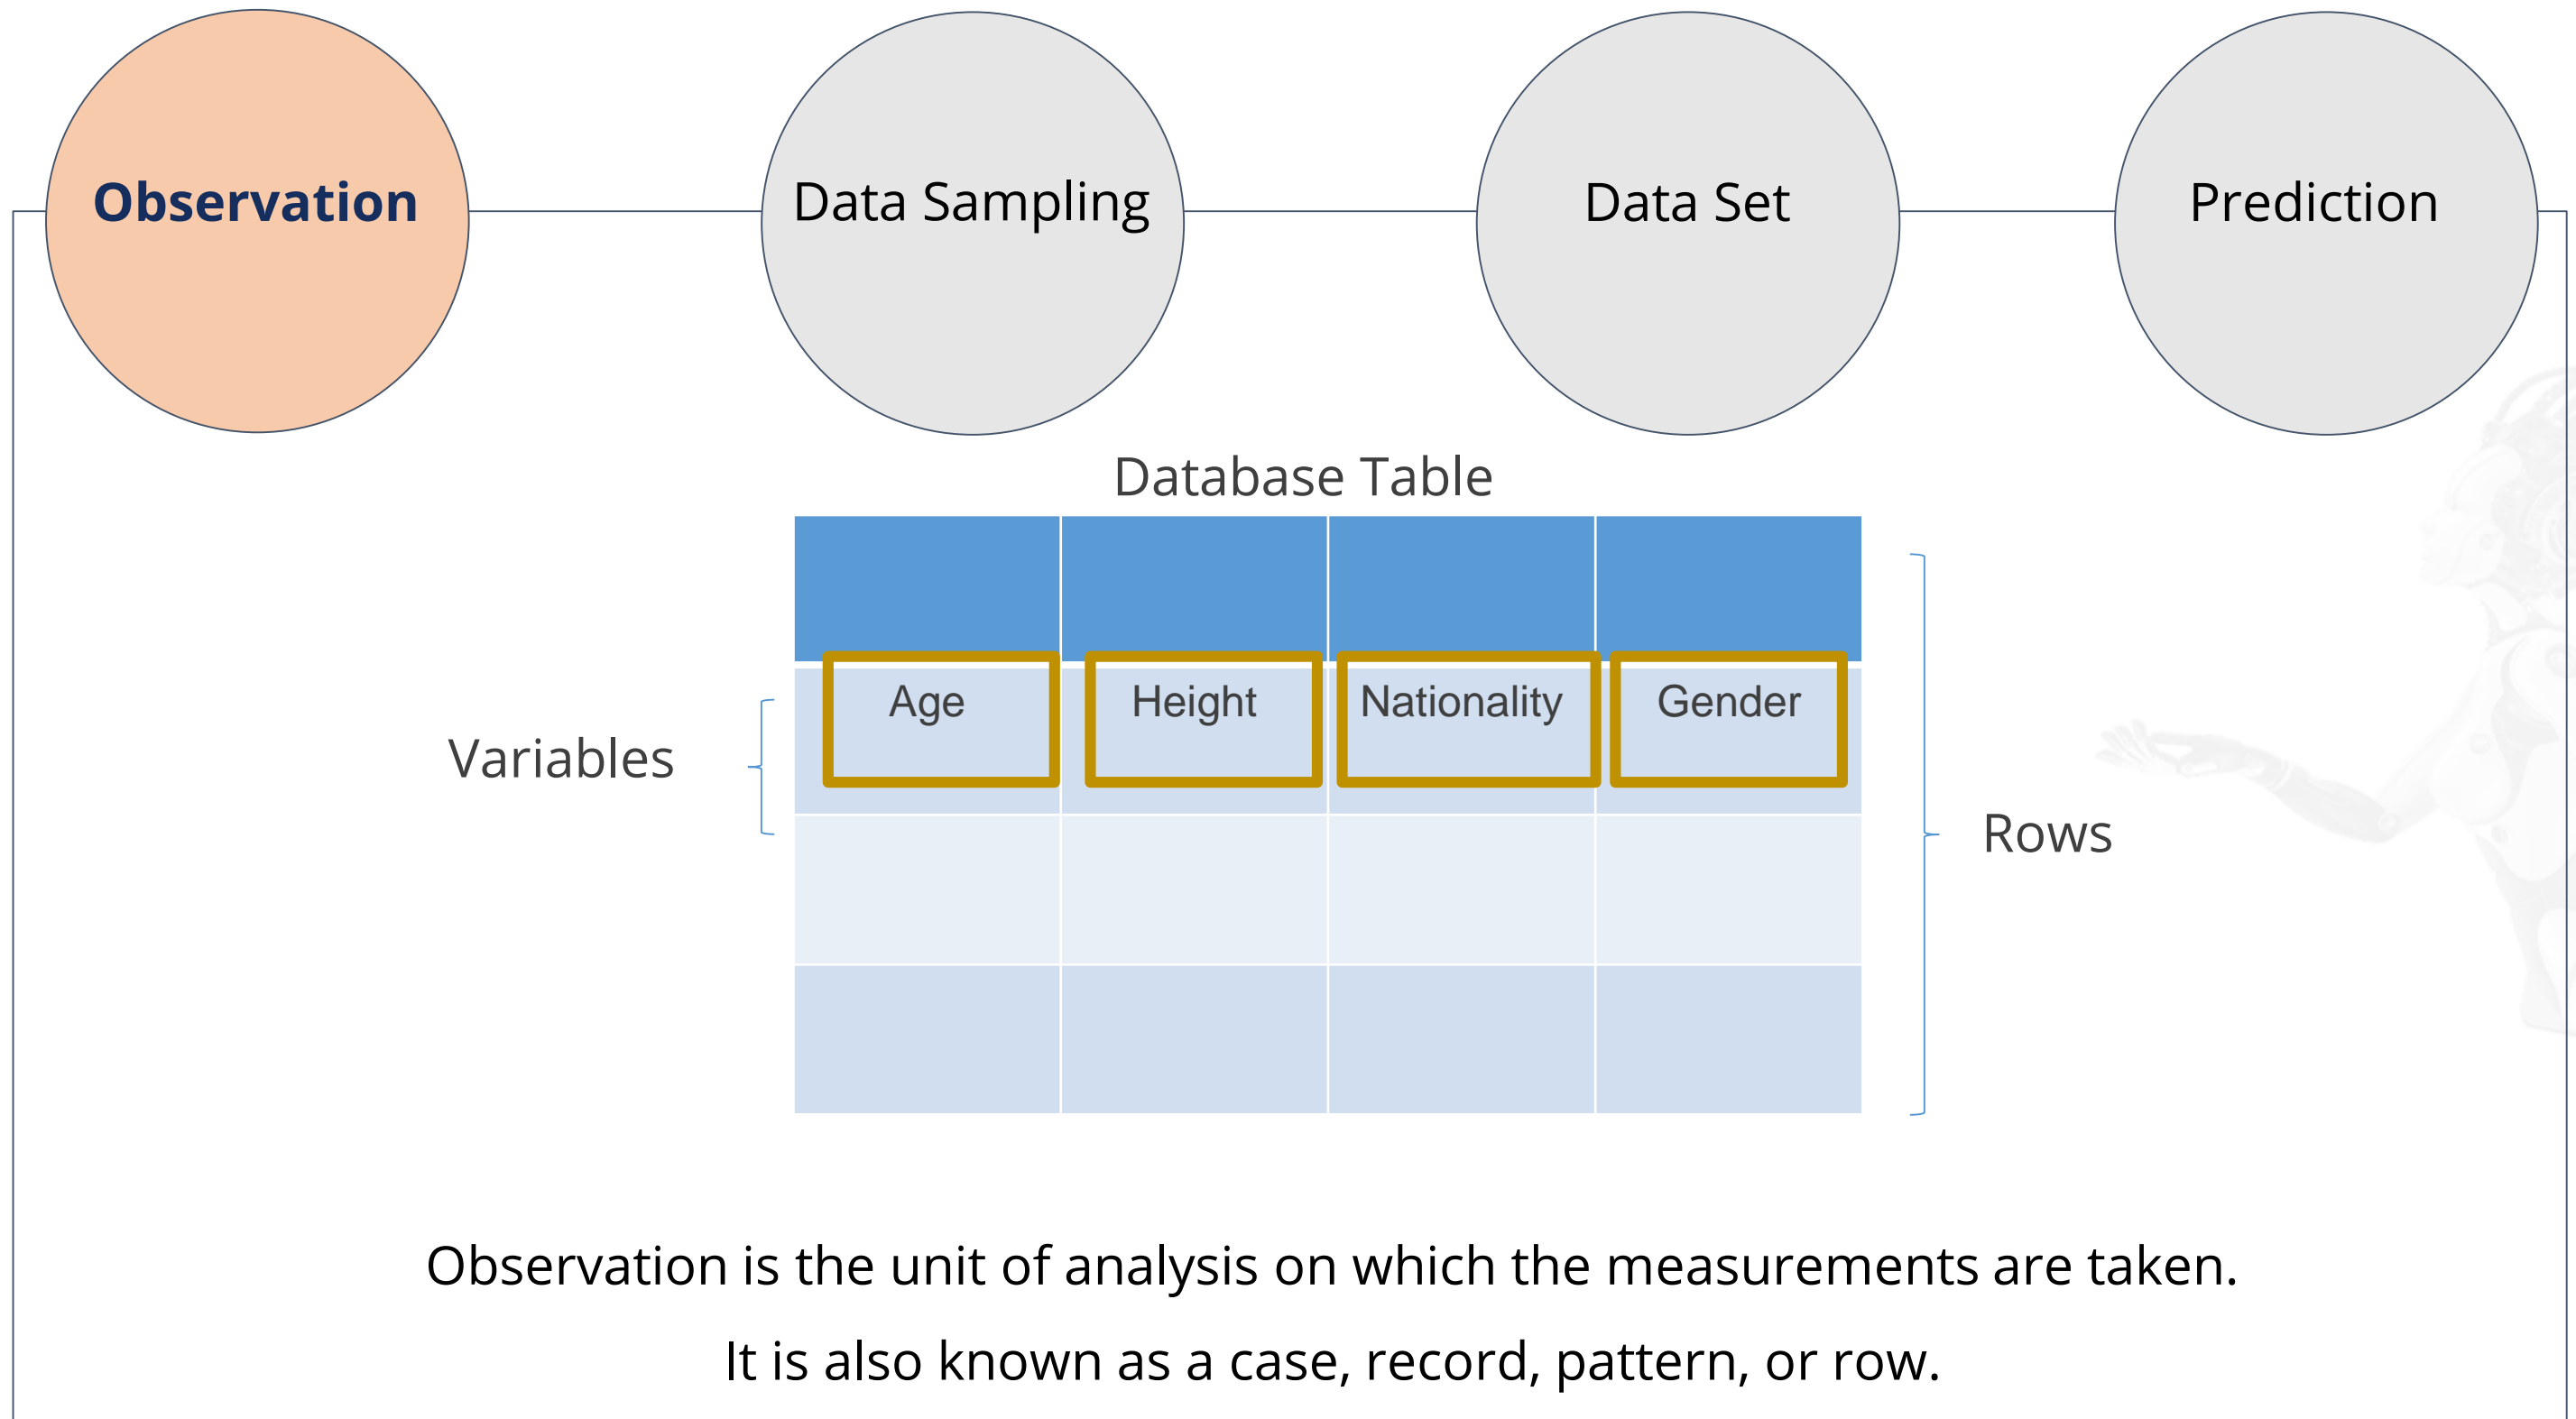 Observation
Data Sampling
Data Set
Prediction
Database Table
Age
Height
Nationality
Gender
Variables
Rows
Observation is the unit of analysis on which the measurements are taken.
It is also known as a case, record, pattern, or row.